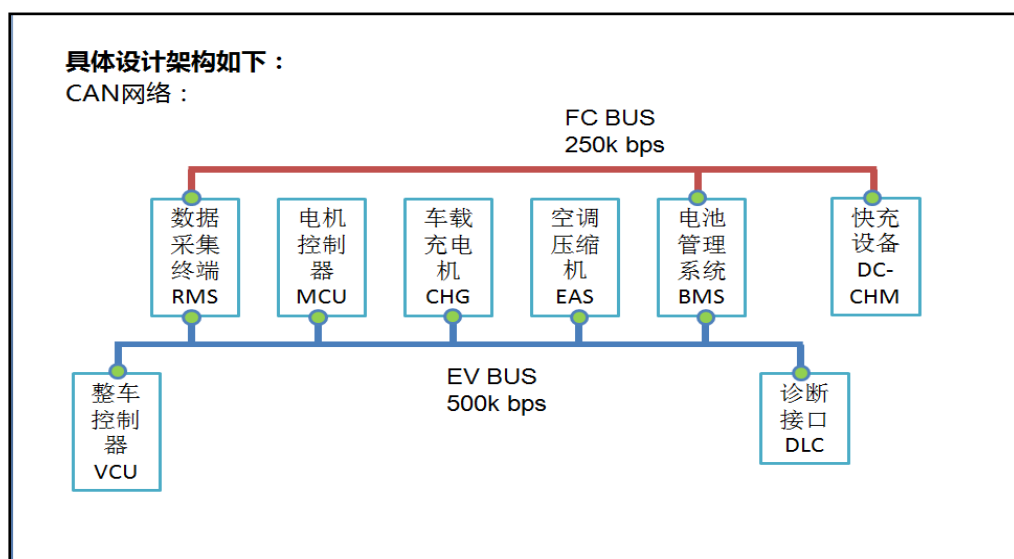 具体设计架构如下：
CAN网络：
FC BUS
250k bps
数据
采集
终端
RMS
电机
控制
器
MCU
车载
充电
机
CHG
空调
压缩
机
EAS
电池
管理
系统
BMS
快充
设备
DC-
CHM
EV BUS
500k bps
整车
控制
器
VCU
诊断
接口
DLC